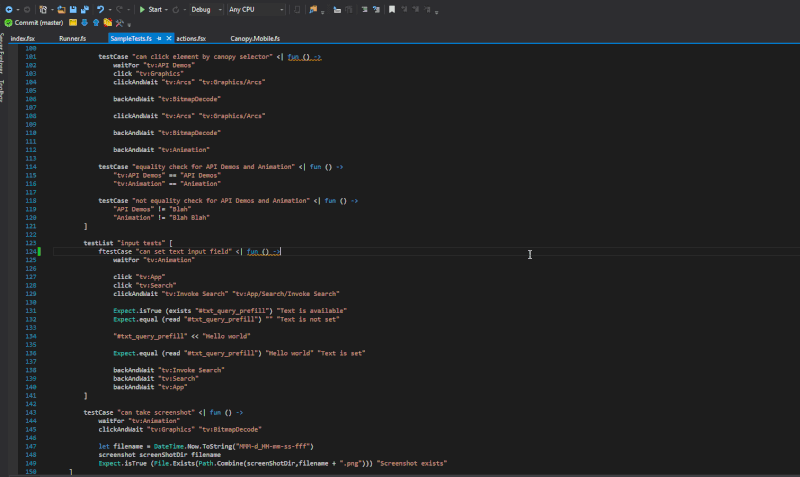 Start
Debug
Any CPU
Commit (master)
index.fsx
Runner.fs
SampleTests.fs
actions.fsx
Canopy.Mobile.fs
Server Explorer
Toolbox
100
101 testCase "can click element by canopy selector" <| fun () ->
102 waitFor "tv:API Demos"
103 click "tv:Graphics"
104 clickAndWait "tv:Arcs" "tv:Graphics/Arcs"
105
106 backAndWait "tv:BitmapDecode"
107
108 clickAndWait "tv:Arcs" "tv:Graphics/Arcs"
109
110 backAndWait "tv:BitmapDecode"
111
112 backAndWait "tv:Animation"
113
114 testCase "equality check for API Demos and Animation" <| fun () ->
115 "tv:API Demos" == "API Demos"
116 "tv:Animation" == "Animation"
117
118 testCase "not equality check for API Demos and Animation" <| fun () ->
119 "API Demos" != "Blah"
120 "Animation" != "Blah Blah"
121 ]
122
123 testList "input tests" [
124 ftestCase "can set text input field" <| fun () ->
125 waitFor "tv:Animation"
126
127 click "tv:App"
128 click "tv:Search"
129 clickAndWait "tv:Invoke Search" "tv:App/Search/Invoke Search"
130
131 Expect.isTrue (exists "#txt_query_prefill") "Text is available"
132 Expect.equal (read "#txt_query_prefill") "" "Text is not set"
133
134 "#txt_query_prefill" << "Hello world"
135
136 Expect.equal (read "#txt_query_prefill") "Hello world" "Text is set"
137
138 backAndWait "tv:Invoke Search"
139 backAndWait "tv:Search"
140 backAndWait "tv:App"
141 ]
142
143 testCase "can take screenshot" <| fun () ->
144 waitFor "tv:Animation"
145 clickAndWait "tv:Graphics" "tv:BitmapDecode"
146
147 let filename = DateTime.Now.ToString("MMM-d_HH-mm-ss-fff")
148 screenshot screenShotDir filename
149 Expect.isTrue (File.Exists(Path.Combine(screenShotDir,filename + ".png"))) "Screenshot exists"
150 ]